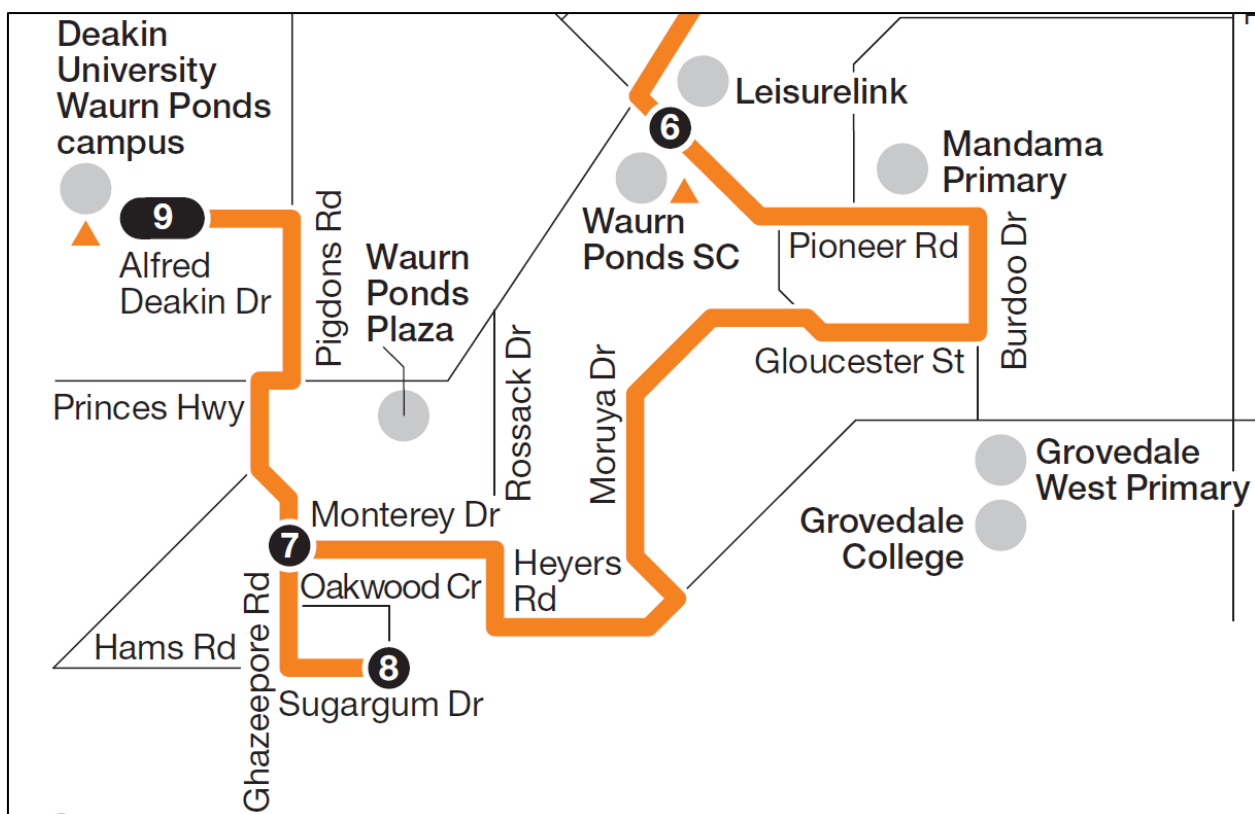 Deakin
University
Waurn Ponds
campus
9
Alfred
Deakin Dr
Pigdons Rd
Waurn
Ponds
Plaza
Princes Hwy
6
Leisurelink
Waurn
Ponds SC
Mandama
Primary
Pioneer Rd
Burdoo Dr
Gloucester St
Moruya Dr
Rossack Dr
Grovedale
West Primary
Grovedale
College
Monterey Dr
7
Oakwood Cr
Heyers
Rd
Hams Rd
Ghazeepore Rd
8
Sugargum Dr